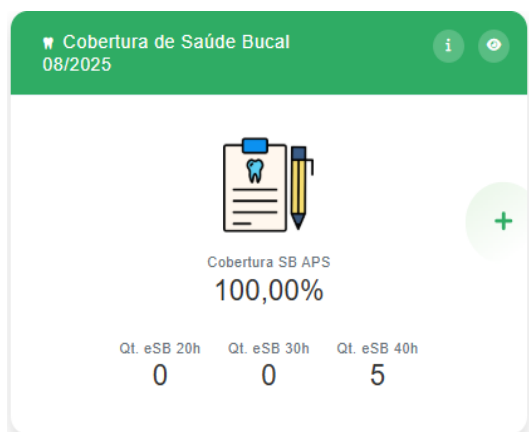 Cobertura de Saúde Bucal
08/2025
i
Cobertura SB APS
100,00%
+
Qt. eSB 20h Qt. eSB 30h Qt. eSB 40h
0 0 5